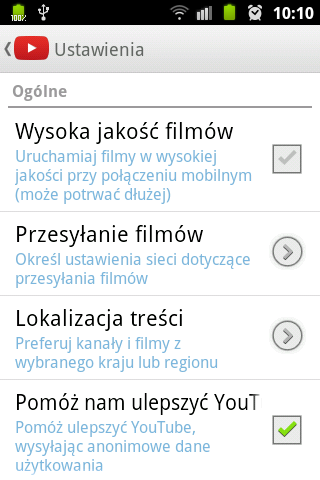 100%
10:10
Ustawienia
Ogólne
Wysoka jakość filmów
Uruchamiaj filmy w wysokiej
jakości przy połączeniu mobilnym
(może potrwać dłużej)
Przesyłanie filmów
Określ ustawienia sieci dotyczące
przesyłania filmów
Lokalizacja treści
Preferuj kanały i filmy z
wybranego kraju lub regionu
Pomóż nam ulepszyć YouT
Pomóż ulepszyć YouTube,
wysyłając anonimowe dane
użytkowania